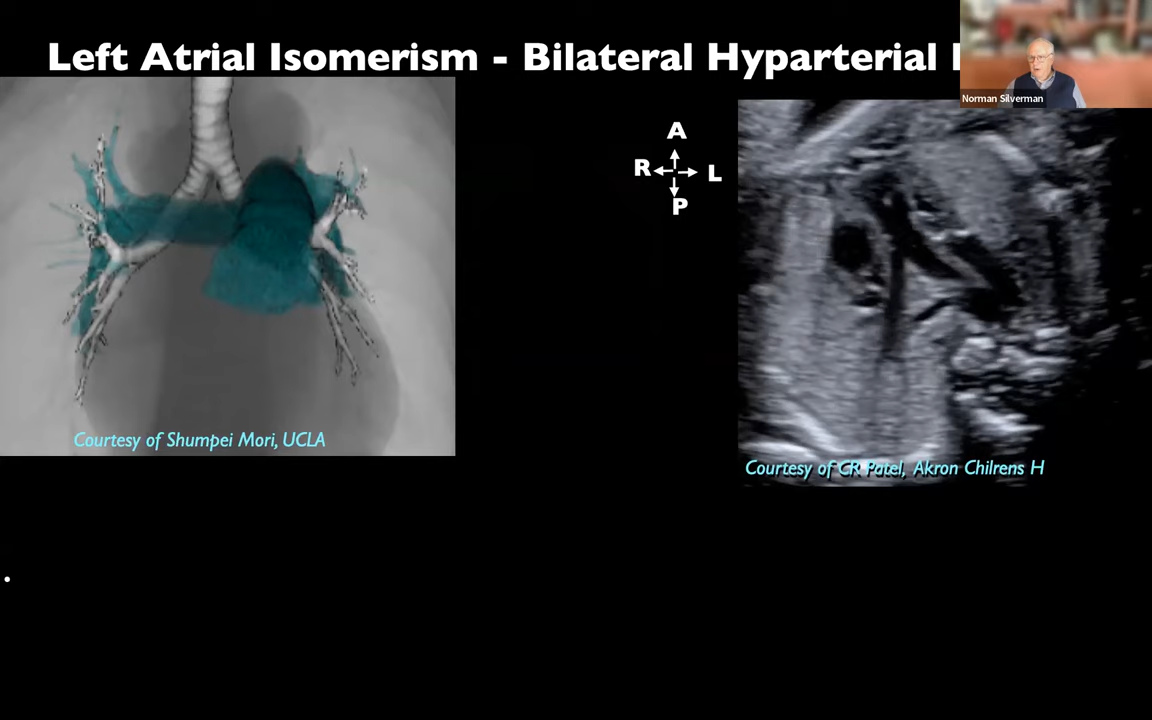 Left Atrial Isomerism - Bilateral Hyparterial
Norman Silverman
A
R L
P
Courtesy of Shumpei Mori, UCLA
Courtesy of CR Patel, Akron Chilrens H